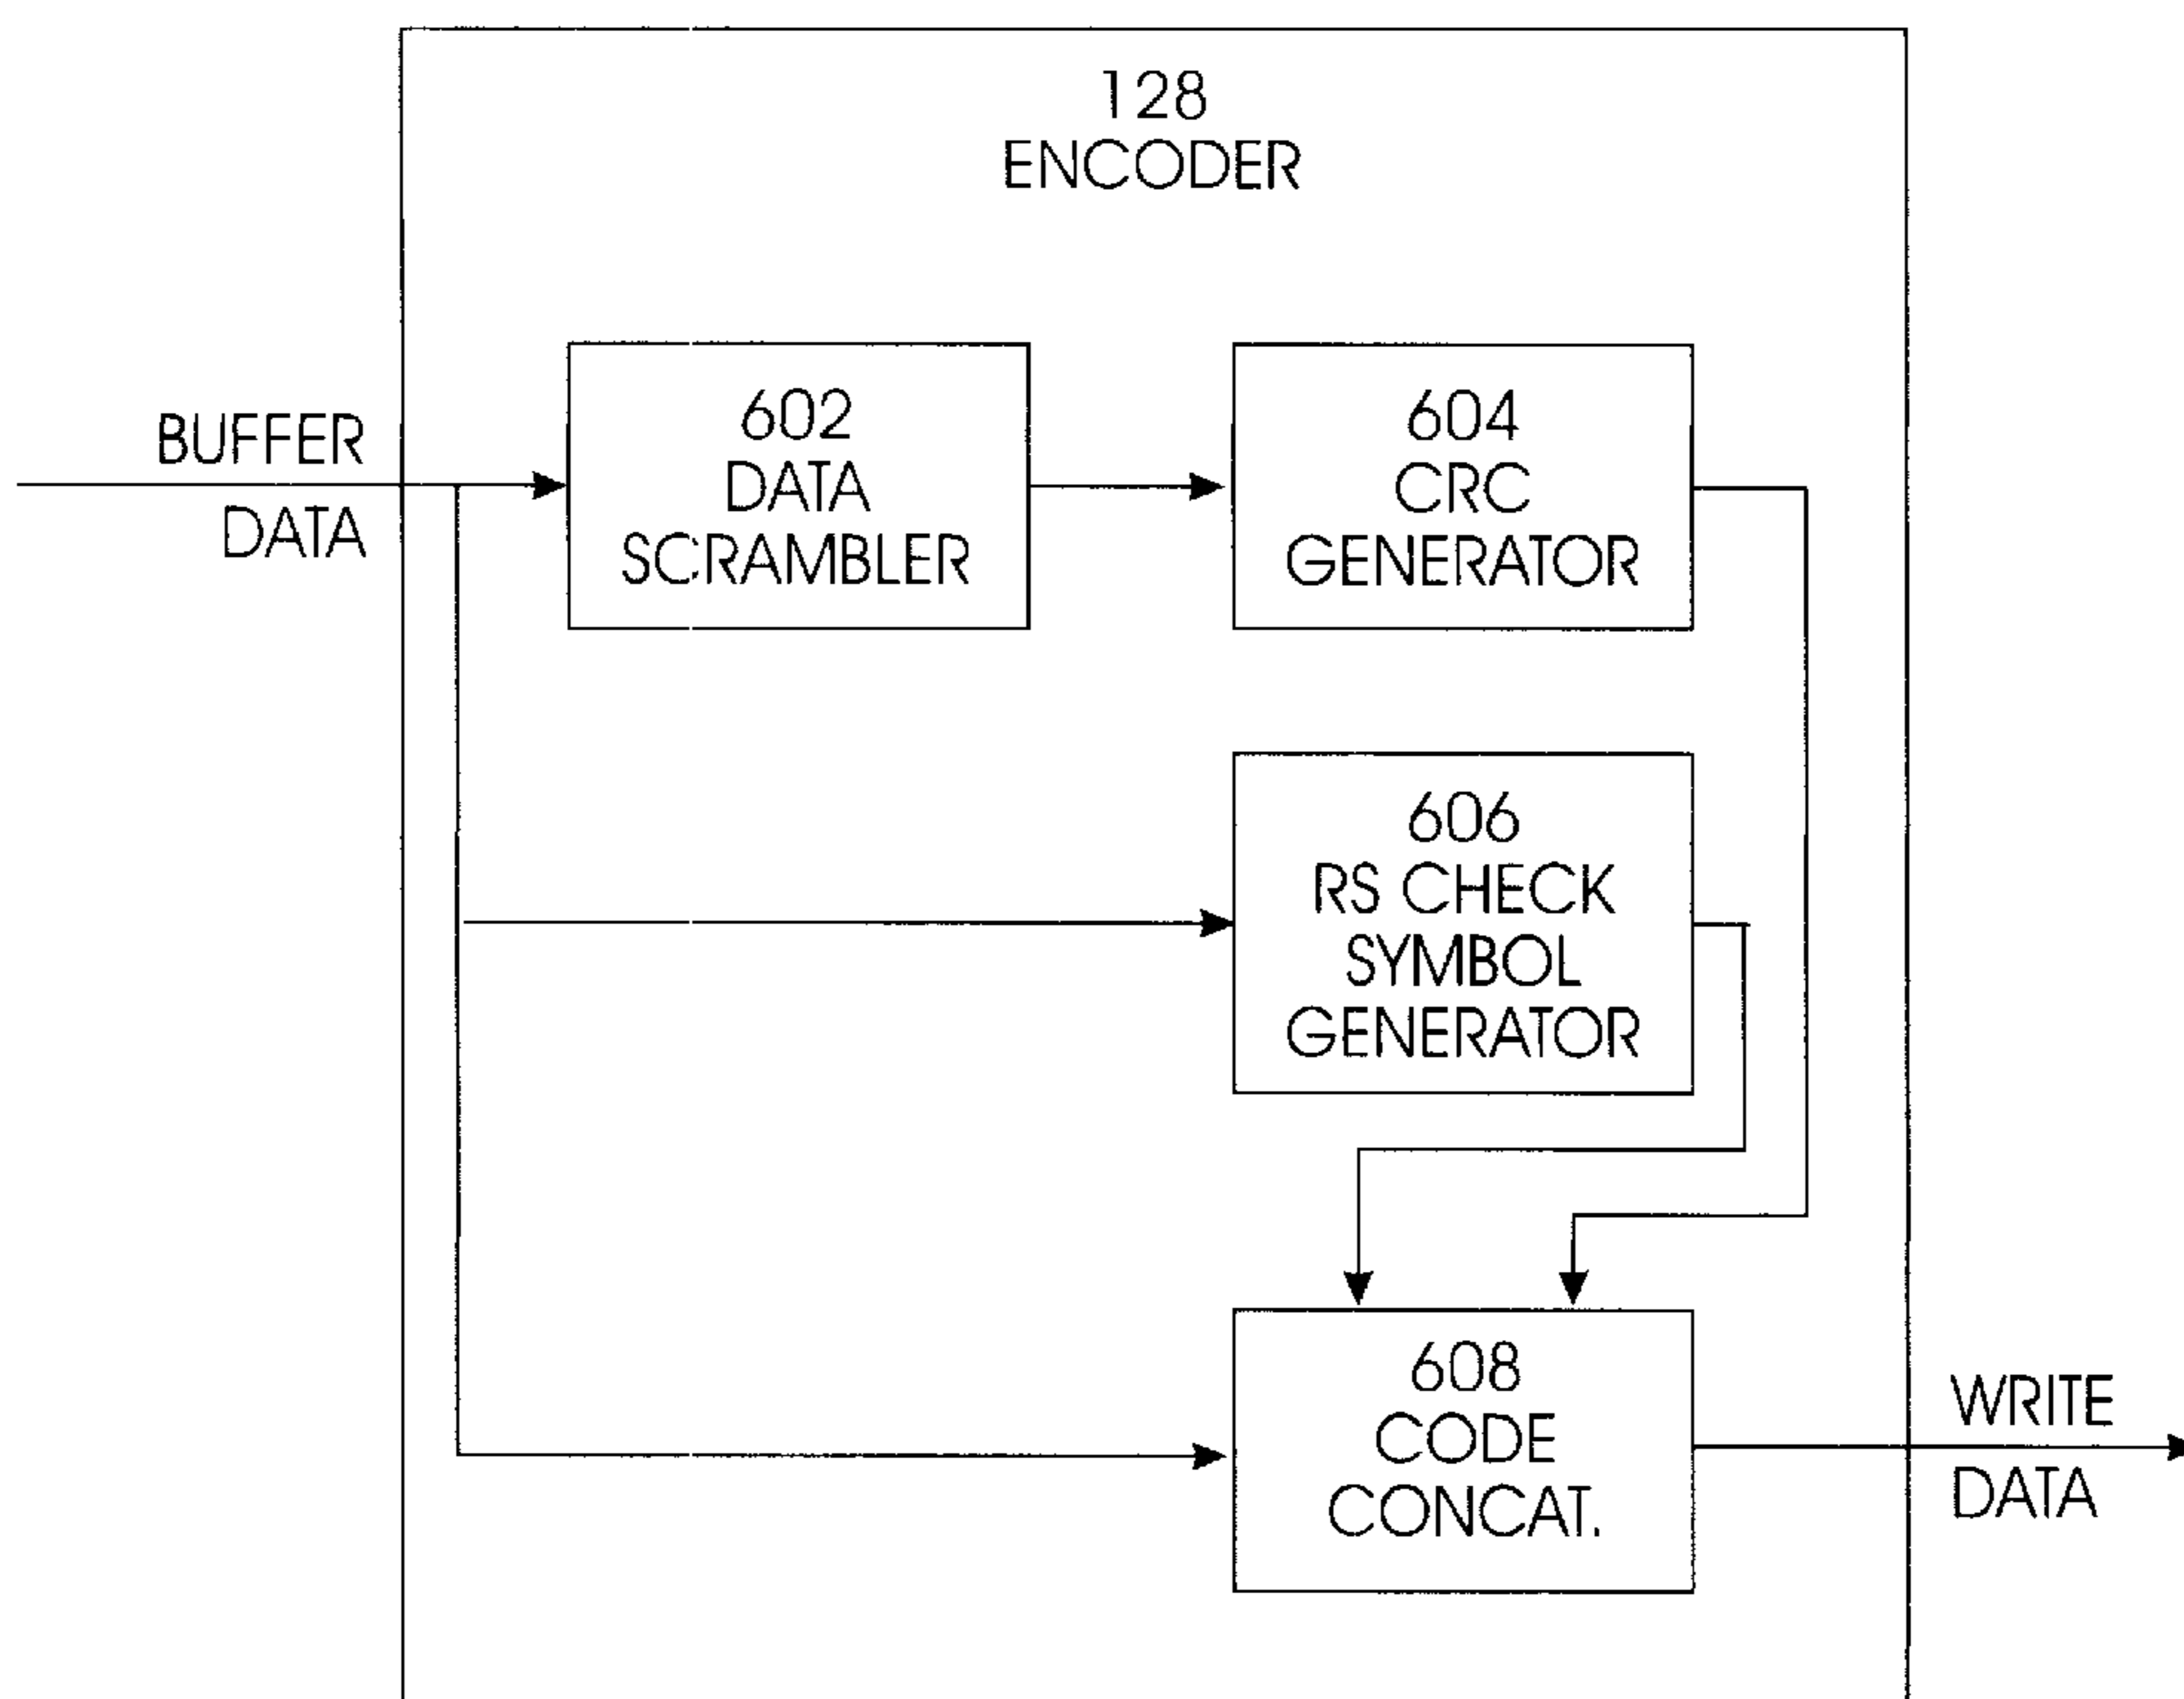 128
ENCODER
BUFFER
DATA
602
DATA
SCRAMBLER
604
CRC
GENERATOR
606
RS CHECK
SYMBOL
GENERATOR
608
CODE
CONCAT.
WRITE
DATA